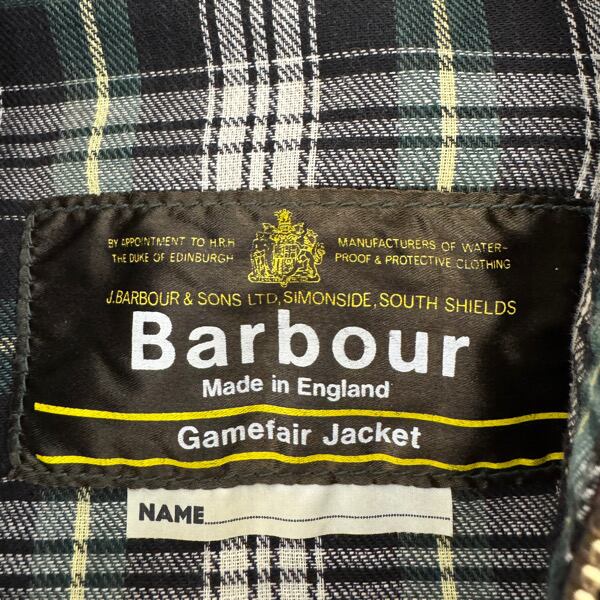 BY APPOINTMENT TO H.R.H
THE DUKE OF EDINBURGH
MANUFACTURERS OF WATER-
PROOF & PROTECTIVE CLOTHING
J.BARBOUR & SONS LTD, SIMONSIDE, SOUTH SHIELDS
Barbour
Made in England
Gamefair Jacket
NAME